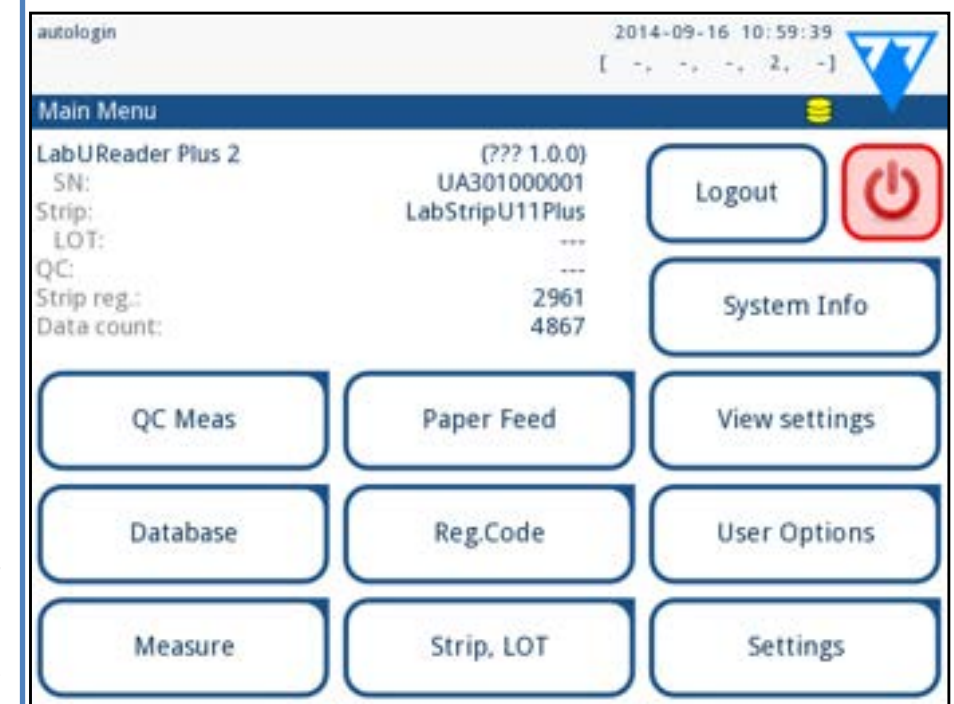 autologin 2014-09-16 10:59:39
[ -, -, -, 2, -]
Main Menu
LabUReader Plus 2 (??? 1.0.0)
SN: UA301000001
Strip: LabStripU11Plus
LOT: ---
QC: ---
Strip reg.: 2961
Data count: 4867
Logout
System Info
QC Meas Paper Feed View settings
Database Reg.Code User Options
Measure Strip, LOT Settings